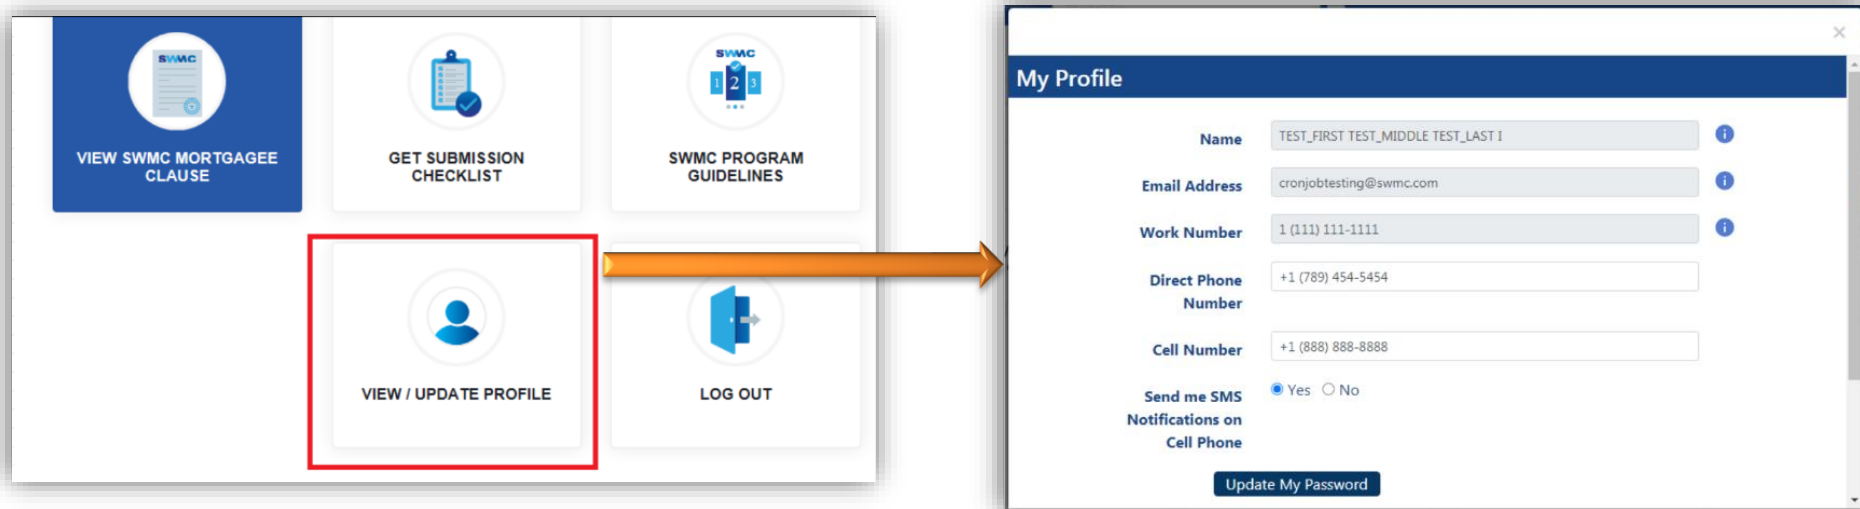 SWMC
SWMC
1 2 3
VIEW SWMC MORTGAGEE
CLAUSE
GET SUBMISSION
CHECKLIST
SWMC PROGRAM
GUIDELINES
VIEW / UPDATE PROFILE
LOG OUT
×
My Profile
Name
TEST_FIRST TEST_MIDDLE TEST_LAST I
Email Address
cronjobtesting@swmc.com
Work Number
1 (111) 111-1111
Direct Phone
Number
+1 (789) 454-5454
Cell Number
+1 (888) 888-8888
Send me SMS
Notifications on
Cell Phone
Yes No
Update My Password